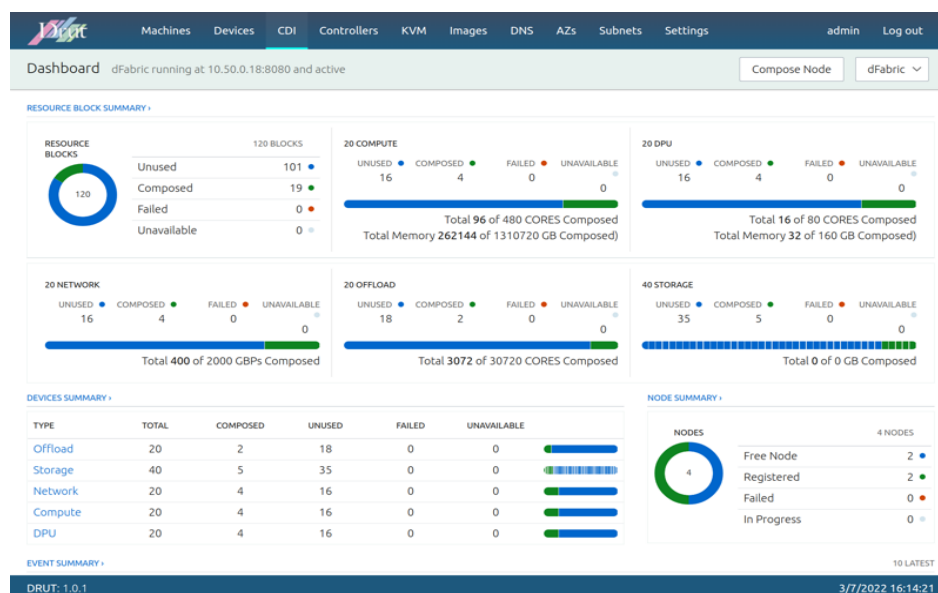 Drut
Machines Devices CDI Controllers KVM Images DNS AZs Subnets Settings admin Log out
Dashboard dFabric running at 10.50.0.18:8080 and active Compose Node dFabric
RESOURCE BLOCK SUMMARY ›
RESOURCE BLOCKS 120 BLOCKS
120
Unused 101
Composed 19
Failed 0
Unavailable 0
20 COMPUTE
UNUSED COMPOSED FAILED UNAVAILABLE
16 4 0 0
Total 96 of 480 CORES Composed
Total Memory 262144 of 1310720 GB Composed)
20 DPU
UNUSED COMPOSED FAILED UNAVAILABLE
16 4 0 0
Total 16 of 80 CORES Composed
Total Memory 32 of 160 GB Composed)
20 NETWORK
UNUSED COMPOSED FAILED UNAVAILABLE
16 4 0 0
Total 400 of 2000 GBPs Composed
20 OFFLOAD
UNUSED COMPOSED FAILED UNAVAILABLE
18 2 0 0
Total 3072 of 30720 CORES Composed
40 STORAGE
UNUSED COMPOSED FAILED UNAVAILABLE
35 5 0 0
Total 0 of 0 GB Composed
DEVICES SUMMARY ›
TYPE TOTAL COMPOSED UNUSED FAILED UNAVAILABLE
Offload 20 2 18 0 0
Storage 40 5 35 0 0
Network 20 4 16 0 0
Compute 20 4 16 0 0
DPU 20 4 16 0 0
NODE SUMMARY ›
NODES 4 NODES
4
Free Node 2
Registered 2
Failed 0
In Progress 0
EVENT SUMMARY › 10 LATEST
DRUT: 1.0.1 3/7/2022 16:14:21